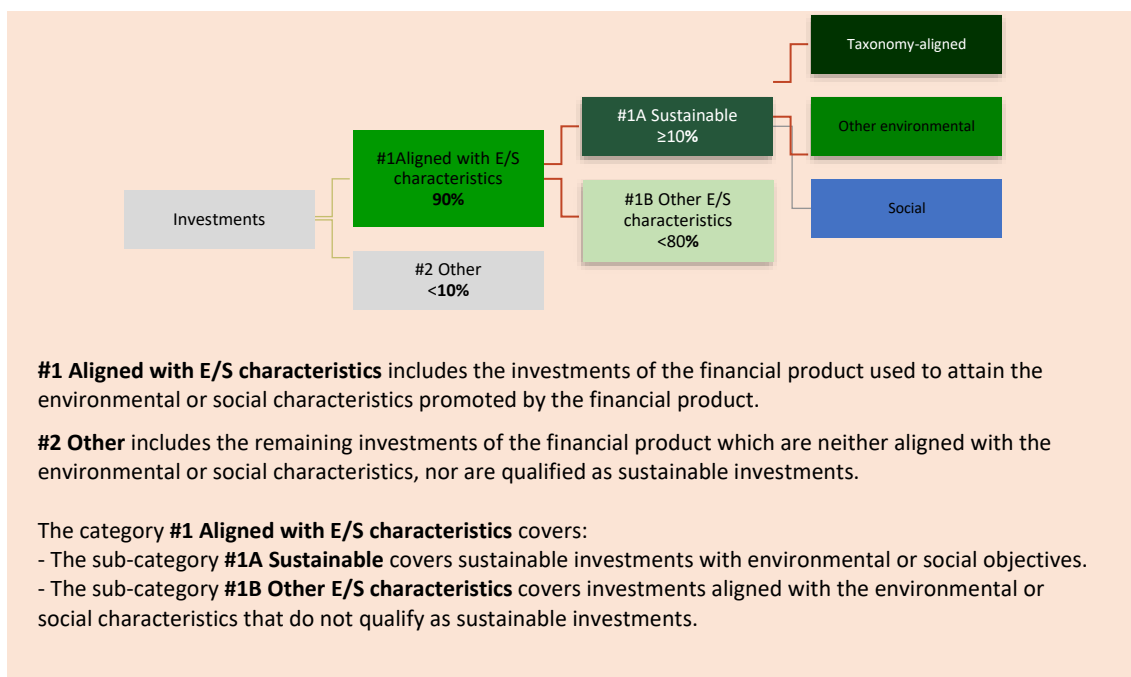 Taxonomy-aligned
#1A Sustainable
≥10%
Other environmental
#1Aligned with E/S
characteristics
90%
#1B Other E/S
characteristics
<80%
Investments
Social
#2 Other
<10%
#1 Aligned with E/S characteristics includes the investments of the financial product used to attain the
environmental or social characteristics promoted by the financial product.
#2 Other includes the remaining investments of the financial product which are neither aligned with the
environmental or social characteristics, nor are qualified as sustainable investments.
The category #1 Aligned with E/S characteristics covers:
- The sub-category #1A Sustainable covers sustainable investments with environmental or social objectives.
- The sub-category #1B Other E/S characteristics covers investments aligned with the environmental or
social characteristics that do not qualify as sustainable investments.